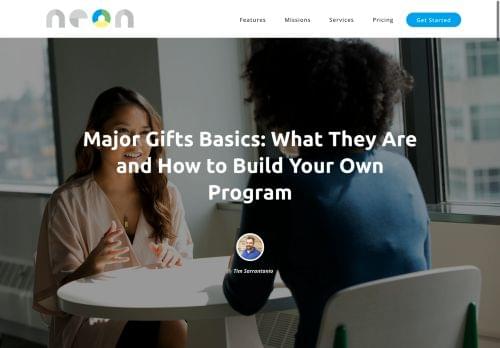 neon
Features
Missions
Services
Pricing
Get Started
Major Gifts Basics: What They Are
and How to Build Your Own
Program
Tim Sarrantonio